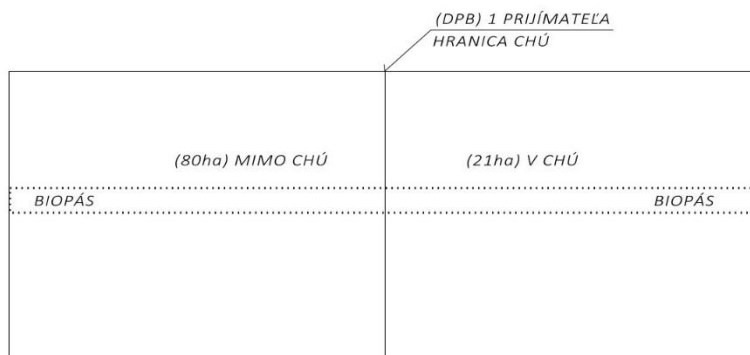 (DPB) 1 PRIJÍMATEĽA
HRANICA CHÚ
(80ha) MIMO CHÚ
(21ha) V CHÚ
BIOPÁS
BIOPÁS